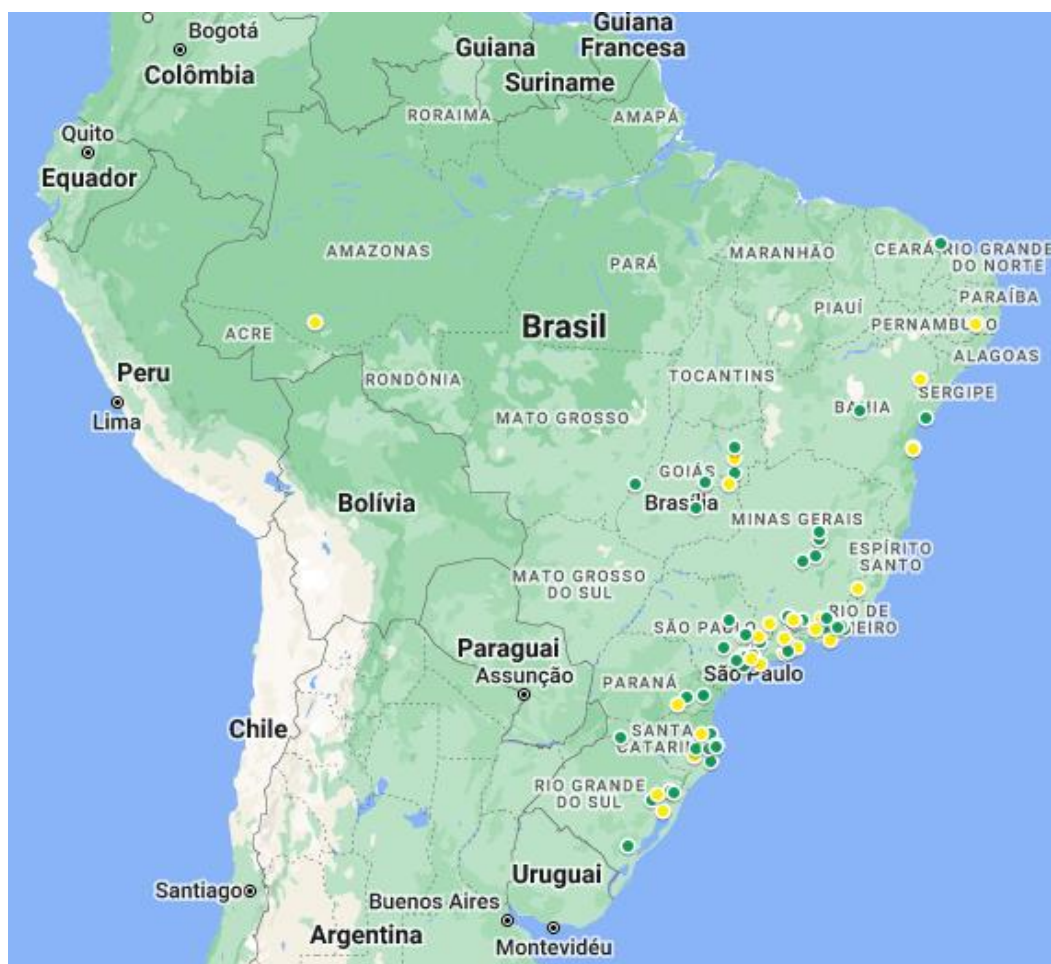 Bogotá
Colômbia
Guiana
Guiana
Francesa
Suriname
RORAIMA
AMAPÁ
Quito
Equador
AMAZONAS
PARÁ
MARANHÃO
CEARÁ
RIO GRANDE
DO NORTE
PARAÍBA
PIAUÍ
PERNAMBUCO
ACRE
Brasil
ALAGOAS
Peru
RONDÔNIA
TOCANTINS
SERGIPE
Lima
MATO GROSSO
BAHIA
GOIÁS
Bolívia
Brasília
MINAS GERAIS
ESPÍRITO
SANTO
MATO GROSSO
DO SUL
SÃO PAULO
RIO DE
JANEIRO
Paraguai
Assunção
São Paulo
PARANÁ
Chile
SANTA
CATARINA
RIO GRANDE
DO SUL
Uruguai
Santiago
Buenos Aires
Argentina
Montevidéu